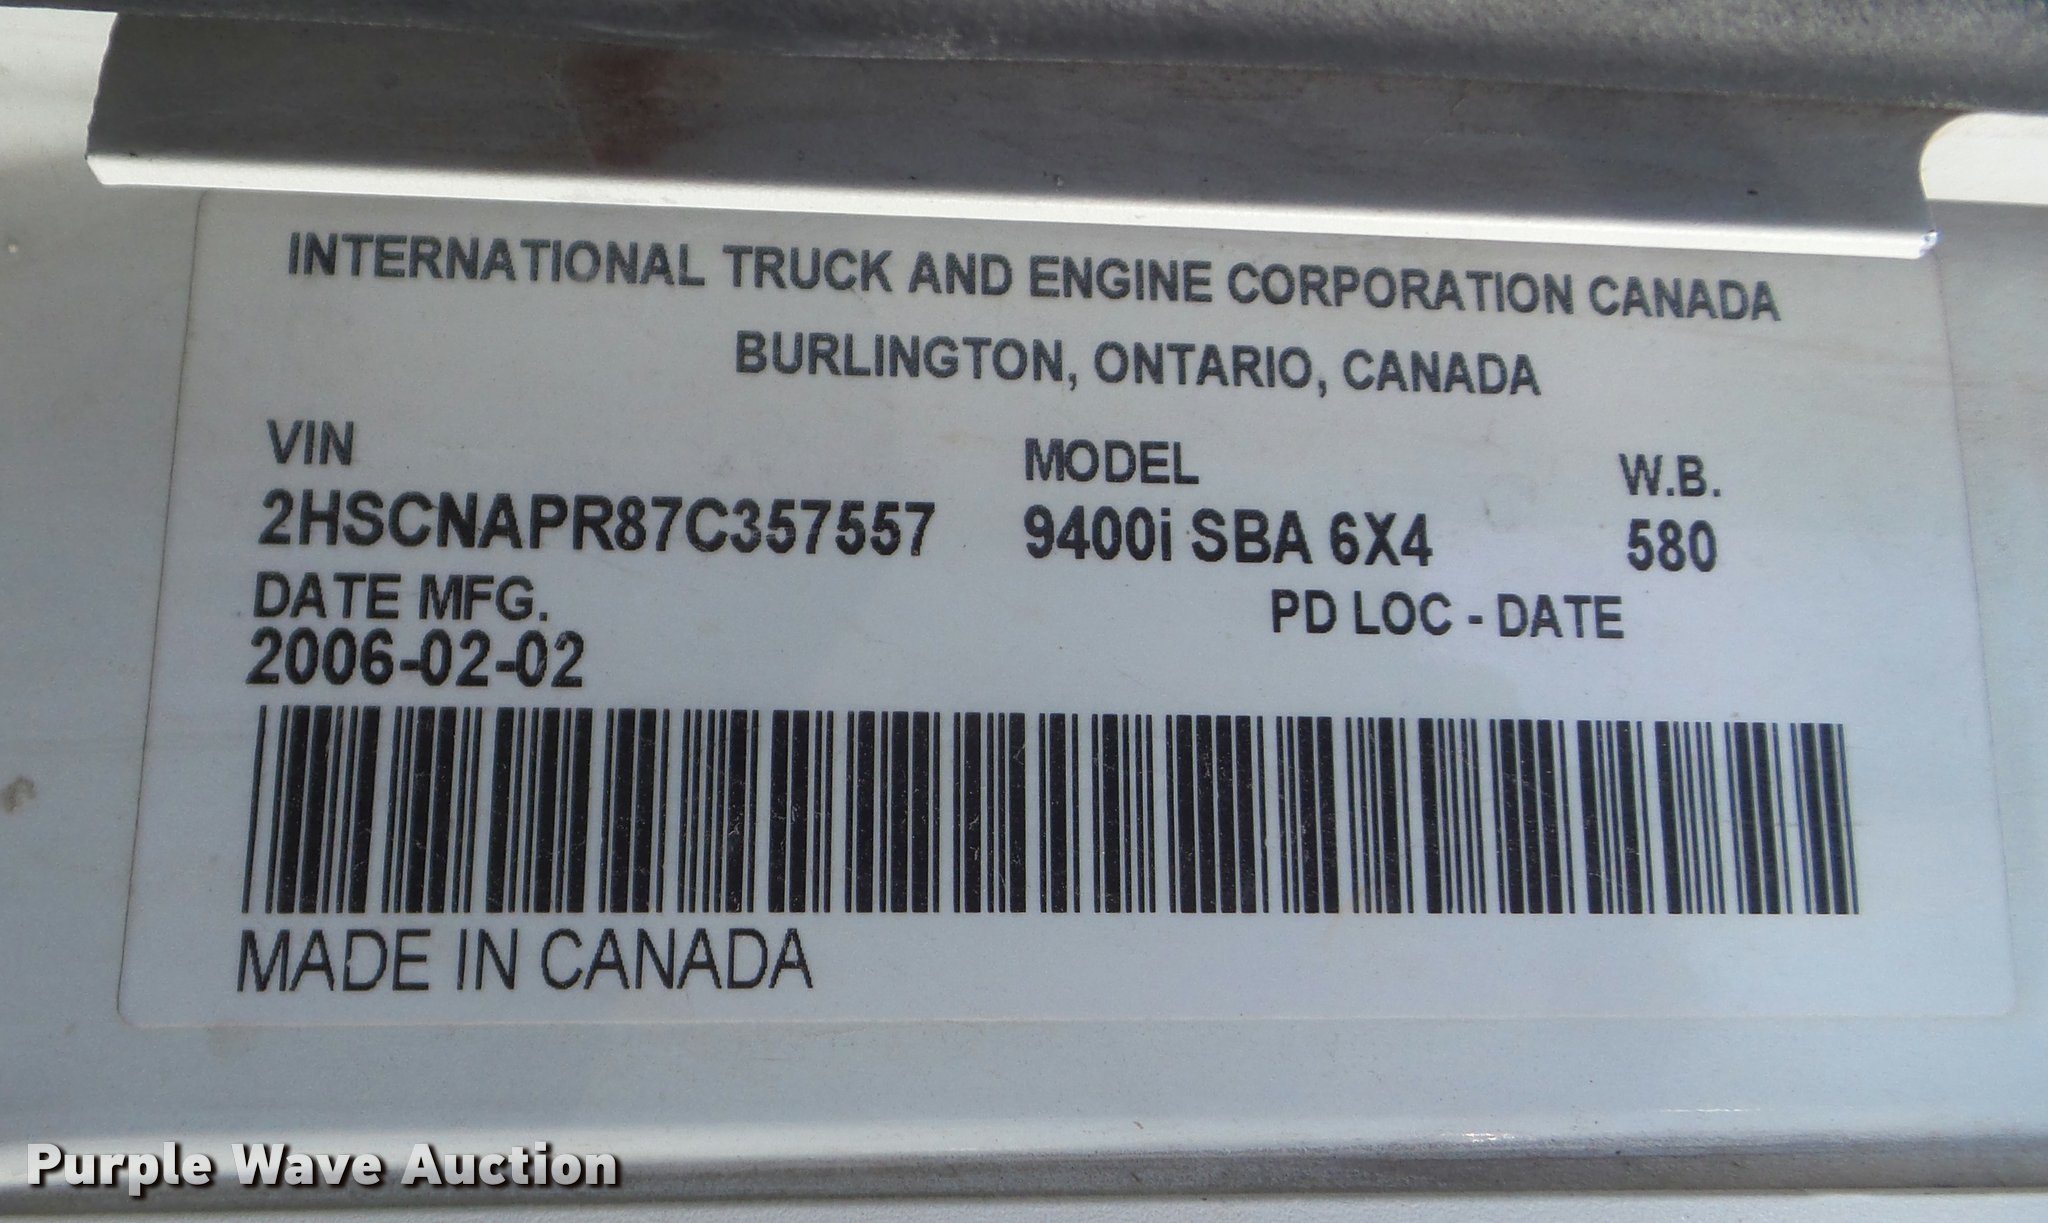 INTERNATIONAL TRUCK AND ENGINE CORPORATION CANADA
BURLINGTON, ONTARIO, CANADA
VIN MODEL W.B.
2HSCNAPR87C357557 9400i SBA 6X4 580
DATE MFG. PD LOC - DATE
2006-02-02
MADE IN CANADA
Purple Wave Auction